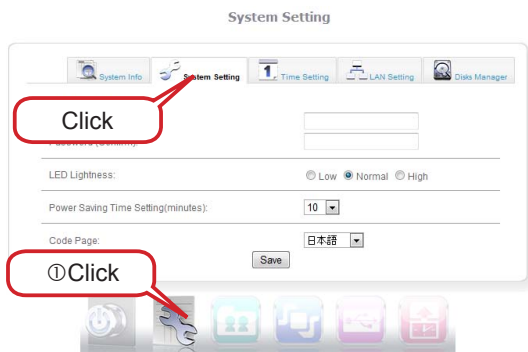 System Setting
System Info
System Setting
Time Setting
LAN Setting
Disks Manager
Click
LED Lightness:
Low
Normal
High
Power Saving Time Setting(minutes):
10
Code Page:
日本語
Save
①Click